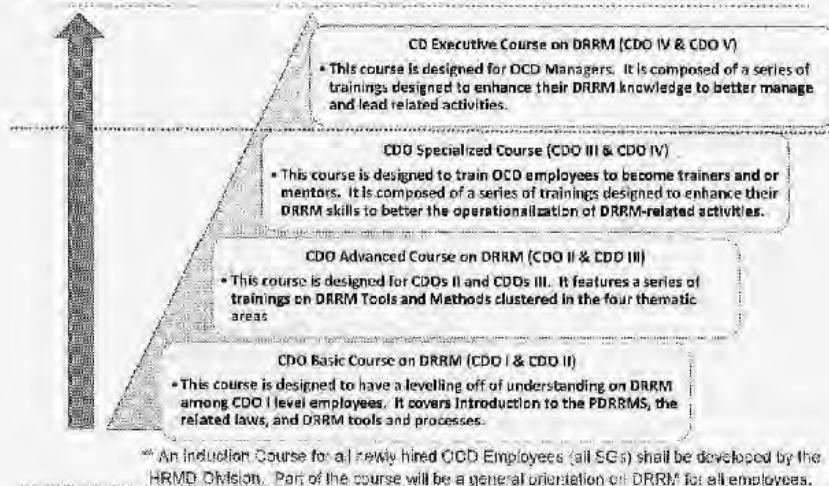 CD Executive Course on DRRM (CDO IV & CDO V)
• This course is designed for OCD Managers. It is composed of a series of
trainings designed to enhance their DRRM knowledge to better manage
and lead related activities.
CDO Specialized Course (CDO III & CDO IV)
• This course is designed to train OCD employees to become trainers and or
mentors. It is composed of a series of trainings designed to enhance their
DRRM skills to better the operationalization of DRRM-related activities.
CDO Advanced Course on DRRM (CDO II & CDO III)
• This course is designed for CDOs II and CDOs III. It features a series of
trainings on DRRM Tools and Methods clustered in the four thematic
areas
CDO Basic Course on DRRM (CDO I & CDO II)
• This course is designed to have a levelling off of understanding on DRRM
among CDO I level employees. It covers Introduction to the PDRRMS, the
related laws, and DRRM tools and processes.
** An Induction Course for all newly hired OCD Employees (all SGs) shall be developed by the
HRMD Division. Part of the course will be a general orientation on DRRM for all employees.